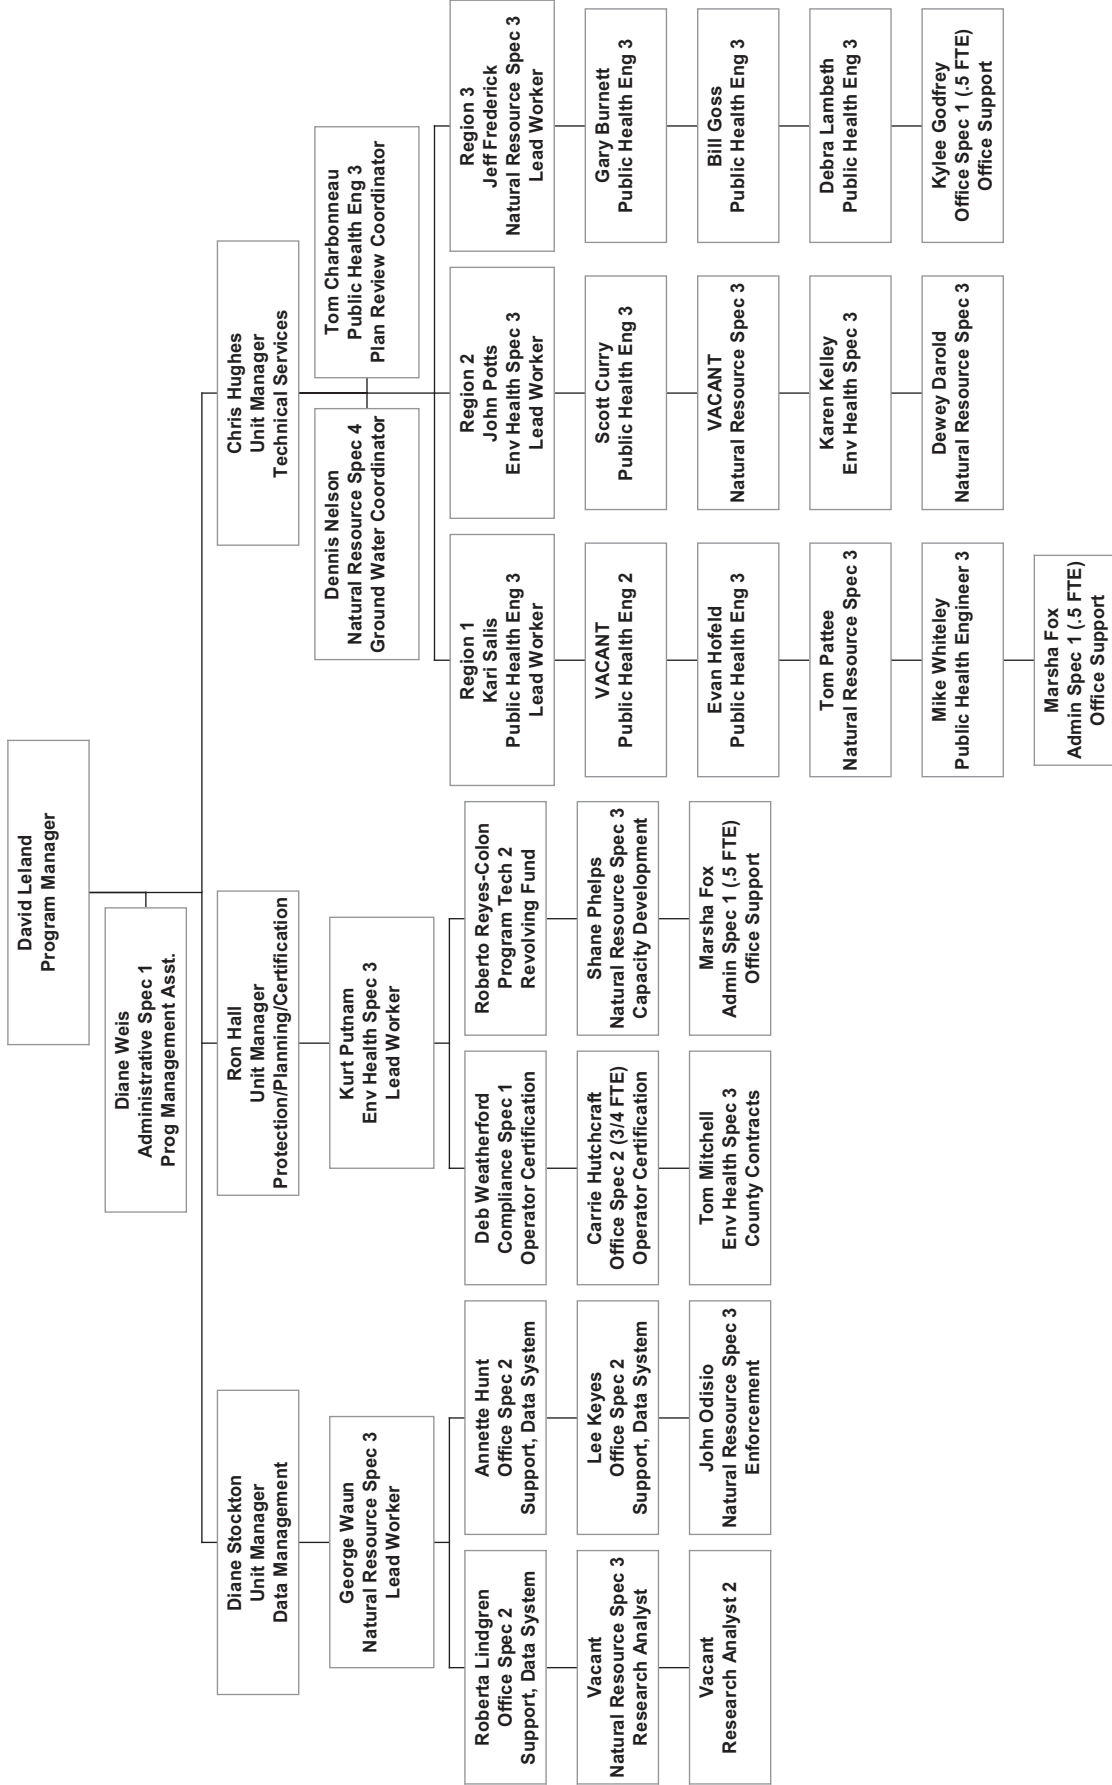 David Leland
Program Manager
Diane Weis
Administrative Spec 1
Prog Management Asst.
Diane Stockton
Unit Manager
Data Management
George Waun
Natural Resource Spec 3
Lead Worker
Roberta Lindgren
Office Spec 2
Support, Data System
Vacant
Natural Resource Spec 3
Research Analyst
Vacant
Research Analyst 2
Annette Hunt
Office Spec 2
Support, Data System
Lee Keyes
Office Spec 2
Support, Data System
John Odisio
Natural Resource Spec 3
Enforcement
Ron Hall
Unit Manager
Protection/Planning/Certification
Kurt Putnam
Env Health Spec 3
Lead Worker
Deb Weatherford
Compliance Spec 1
Operator Certification
Carrie Hutchcraft
Office Spec 2 (3/4 FTE)
Operator Certification
Tom Mitchell
Env Health Spec 3
County Contracts
Roberto Reyes-Colon
Program Tech 2
Revolving Fund
Shane Phelps
Natural Resource Spec 3
Capacity Development
Marsha Fox
Admin Spec 1 (.5 FTE)
Office Support
Chris Hughes
Unit Manager
Technical Services
Dennis Nelson
Natural Resource Spec 4
Ground Water Coordinator
Tom Charbonneau
Public Health Eng 3
Plan Review Coordinator
Region 1
Kari Salis
Public Health Eng 3
Lead Worker
VACANT
Public Health Eng 2
Evan Hofeld
Public Health Eng 3
Tom Pattee
Natural Resource Spec 3
Mike Whiteley
Public Health Engineer 3
Marsha Fox
Admin Spec 1 (.5 FTE)
Office Support
Region 2
John Potts
Env Health Spec 3
Lead Worker
Scott Curry
Public Health Eng 3
VACANT
Natural Resource Spec 3
Karen Kelley
Env Health Spec 3
Dewey Darold
Natural Resource Spec 3
Region 3
Jeff Frederick
Natural Resource Spec 3
Lead Worker
Gary Burnett
Public Health Eng 3
Bill Goss
Public Health Eng 3
Debra Lambeth
Public Health Eng 3
Kylee Godfrey
Office Spec 1 (.5 FTE)
Office Support